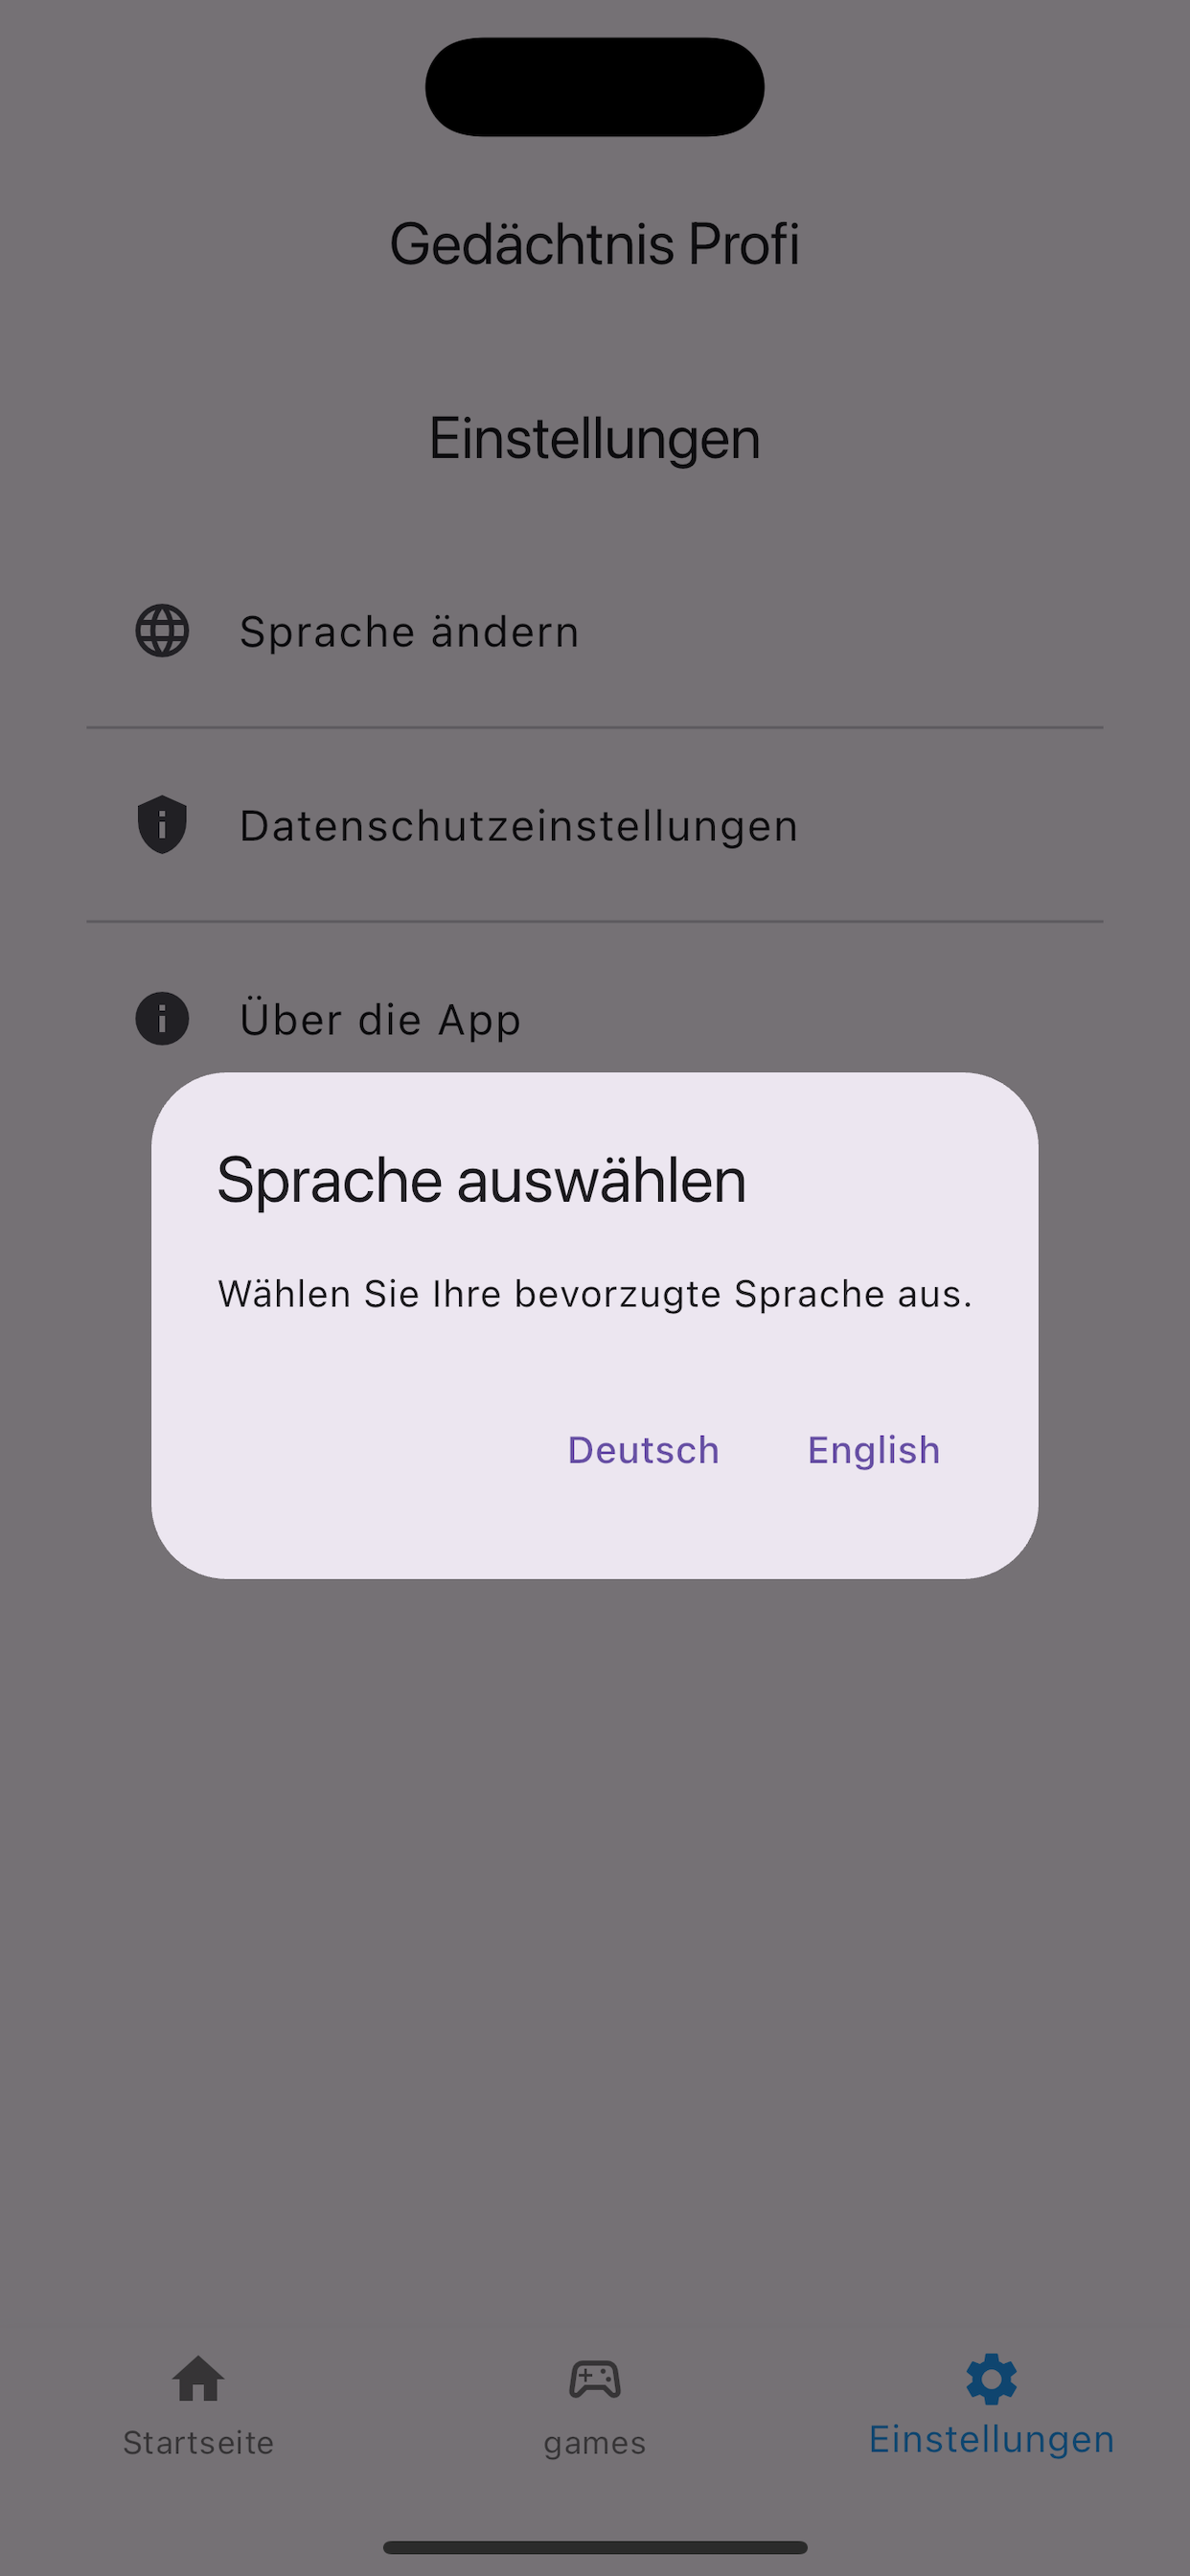 Gedächtnis Profi
Einstellungen
Sprache ändern
Datenschutzeinstellungen
Über die App
Sprache auswählen
Wählen Sie Ihre bevorzugte Sprache aus.
Deutsch English
Startseite games Einstellungen